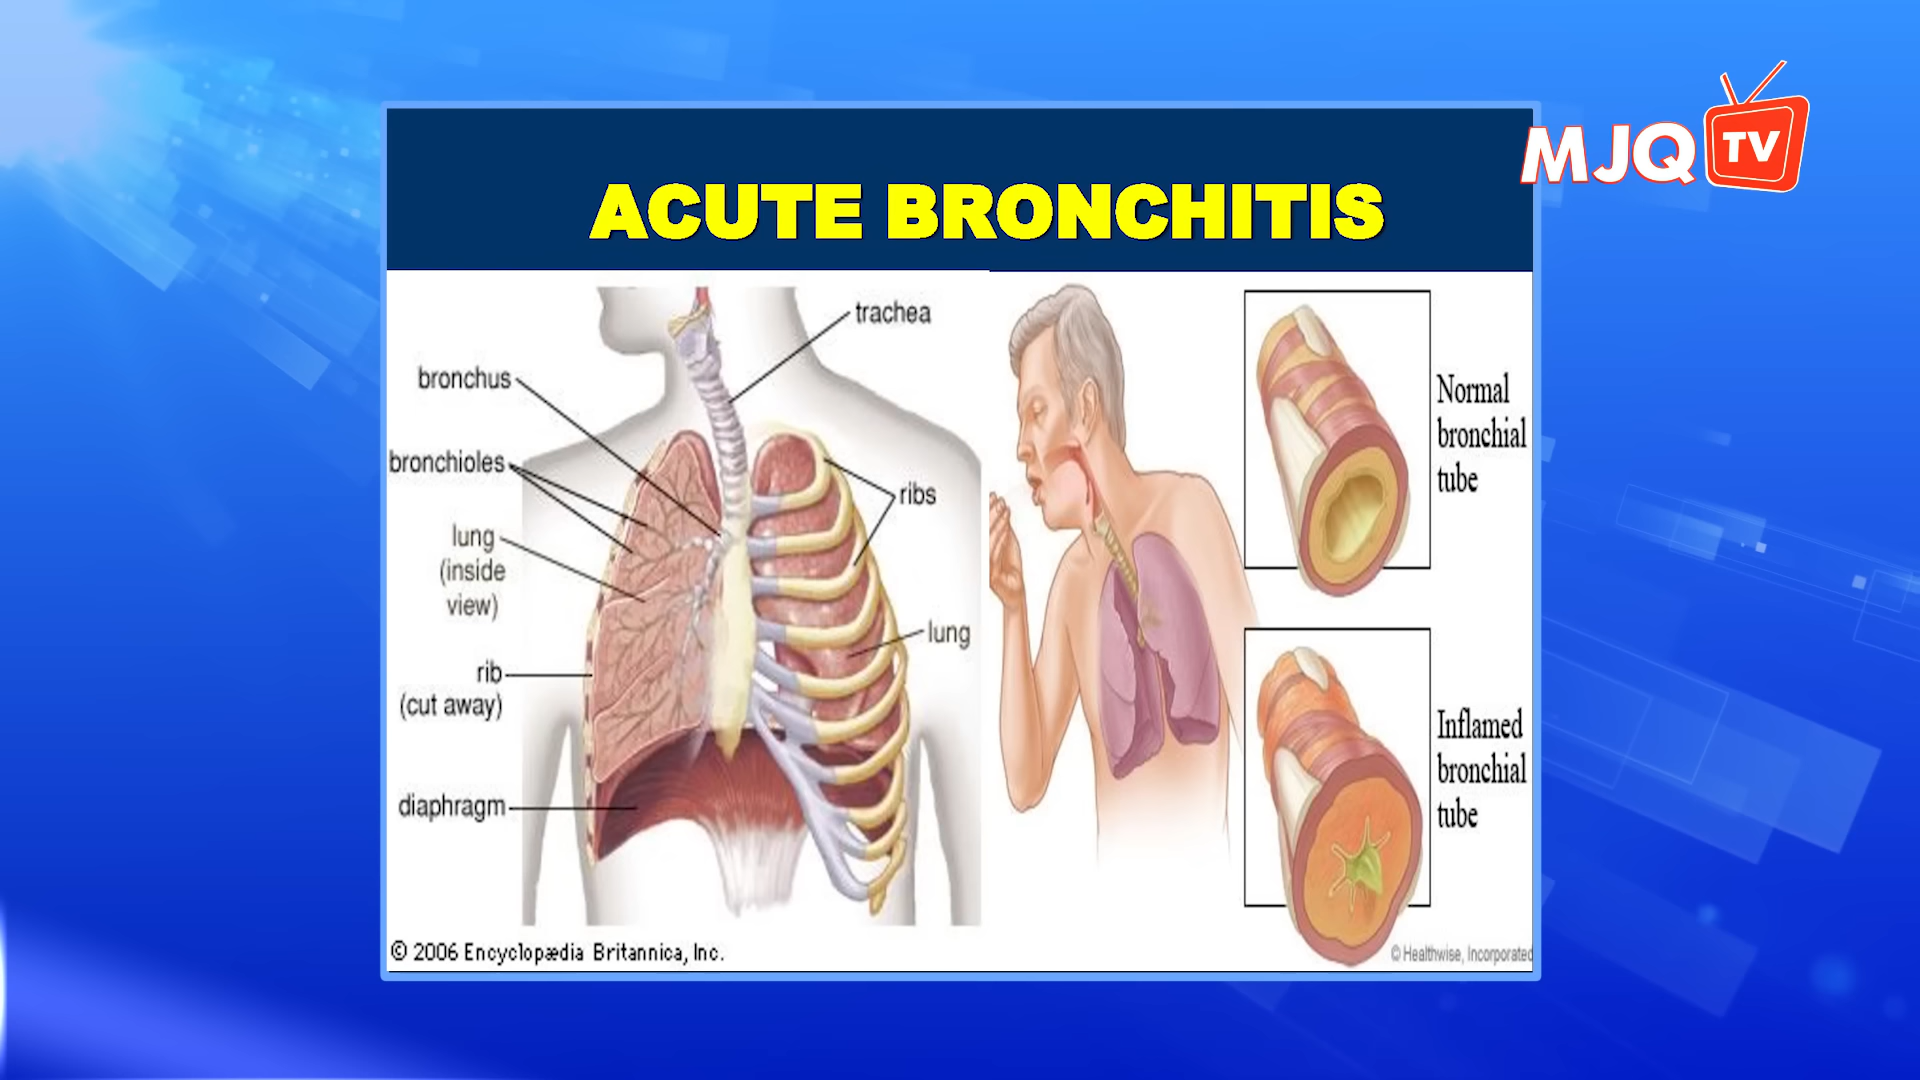 MJQ TV
ACUTE BRONCHITIS
trachea
bronchus
bronchioles
lung
(inside
view)
rib
(cut away)
diaphragm
ribs
lung
© 2006 Encyclopædia Britannica, Inc.
Normal
bronchial
tube
Inflamed
bronchial
tube
© Healthwise, Incorporated